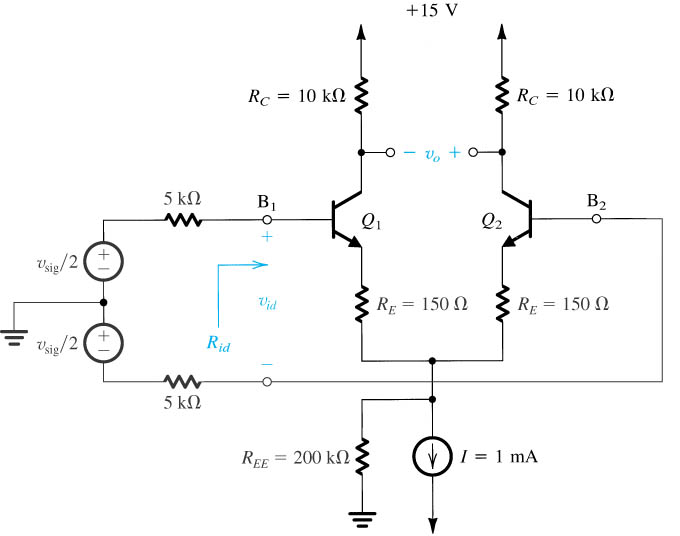 +15 V
R_C = 10 kΩ
R_C = 10 kΩ
− v_o +
5 kΩ
B_1
B_2
Q_1
Q_2
+
−
v_sig/2
+
v_id
R_E = 150 Ω
R_E = 150 Ω
+
−
v_sig/2
R_id
−
5 kΩ
R_EE = 200 kΩ
I = 1 mA